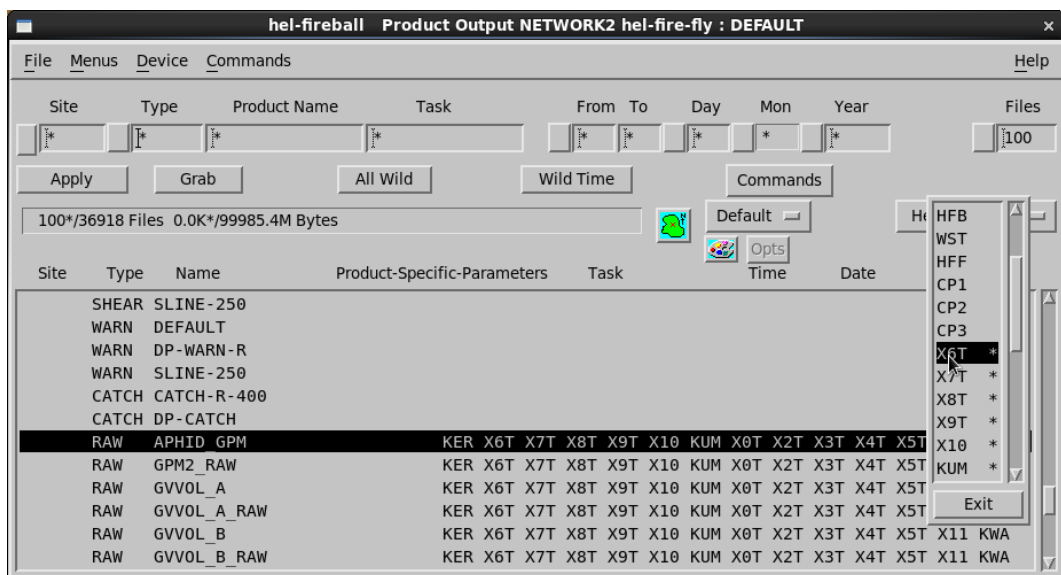 hel-fireball Product Output NETWORK2 hel-fire-fly : DEFAULT ×
File Menus Device Commands Help
Site Type Product Name Task From To Day Mon Year Files
* * * * * * * * * 100
Apply Grab All Wild Wild Time Commands
100*/36918 Files 0.0K*/99985.4M Bytes
Default
Opts
Site Type Name Product-Specific-Parameters Task Time Date
SHEAR SLINE-250
WARN DEFAULT
WARN DP-WARN-R
WARN SLINE-250
CATCH CATCH-R-400
CATCH DP-CATCH
RAW APHID_GPM KER X6T X7T X8T X9T X10 KUM X0T X2T X3T X4T X5T
RAW GPM2_RAW KER X6T X7T X8T X9T X10 KUM X0T X2T X3T X4T X5T
RAW GVVOL_A KER X6T X7T X8T X9T X10 KUM X0T X2T X3T X4T X5T
RAW GVVOL_A_RAW KER X6T X7T X8T X9T X10 KUM X0T X2T X3T X4T X5T
RAW GVVOL_B KER X6T X7T X8T X9T X10 KUM X0T X2T X3T X4T X5T X11 KWA
RAW GVVOL_B_RAW KER X6T X7T X8T X9T X10 KUM X0T X2T X3T X4T X5T X11 KWA
HFB
WST
HFF
CP1
CP2
CP3
X6T *
X7T *
X8T *
X9T *
X10 *
KUM *
Exit